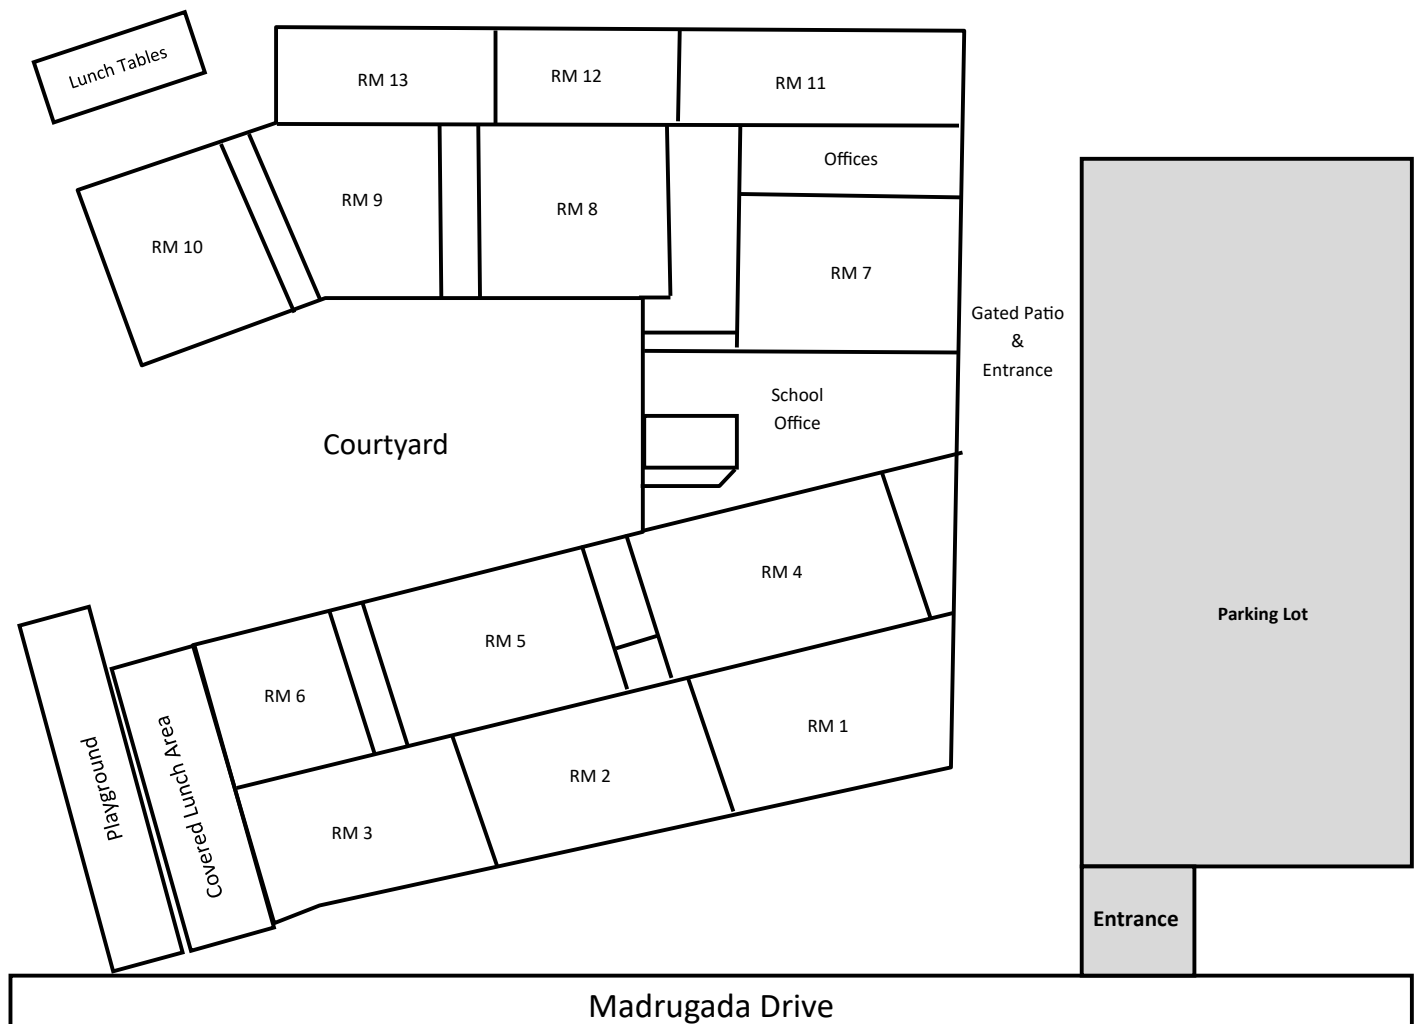 Lunch Tables
RM 13
RM 12
RM 11
Offices
RM 9
RM 8
RM 10
RM 7
Gated Patio
&
Entrance
School
Office
Courtyard
RM 4
Parking Lot
RM 5
RM 6
RM 1
Playground
Covered Lunch Area
RM 2
RM 3
Entrance
Madrugada Drive